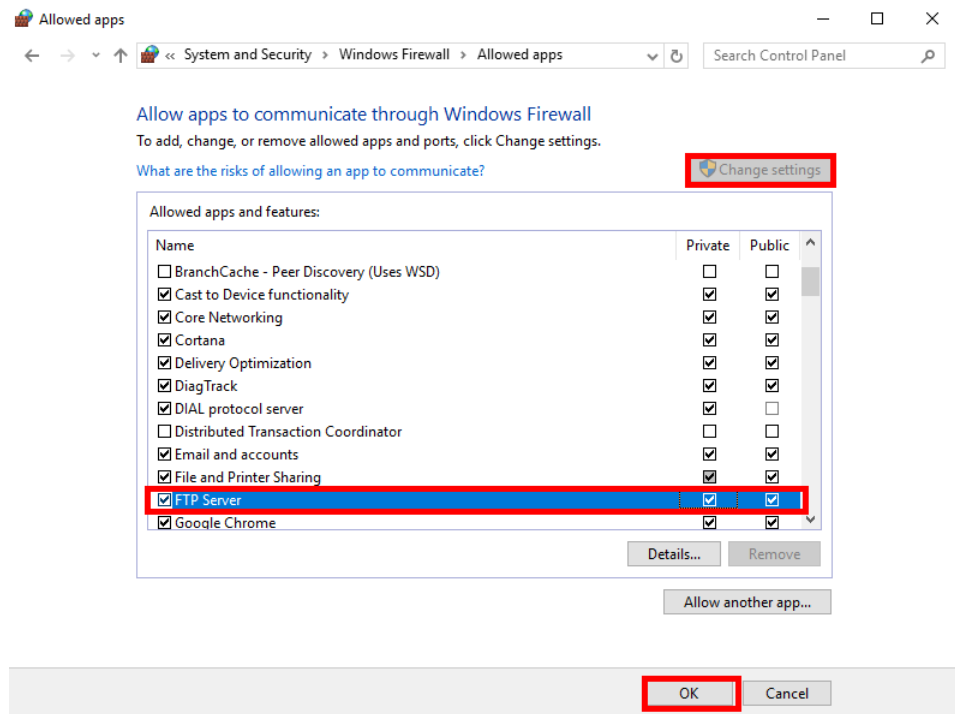 Allowed apps
« System and Security > Windows Firewall > Allowed apps
Search Control Panel
Allow apps to communicate through Windows Firewall
To add, change, or remove allowed apps and ports, click Change settings.
What are the risks of allowing an app to communicate?
Change settings
Allowed apps and features:
Name Private Public
BranchCache - Peer Discovery (Uses WSD)
Cast to Device functionality
Core Networking
Cortana
Delivery Optimization
DiagTrack
DIAL protocol server
Distributed Transaction Coordinator
Email and accounts
File and Printer Sharing
FTP Server
Google Chrome
Details... Remove
Allow another app...
OK Cancel